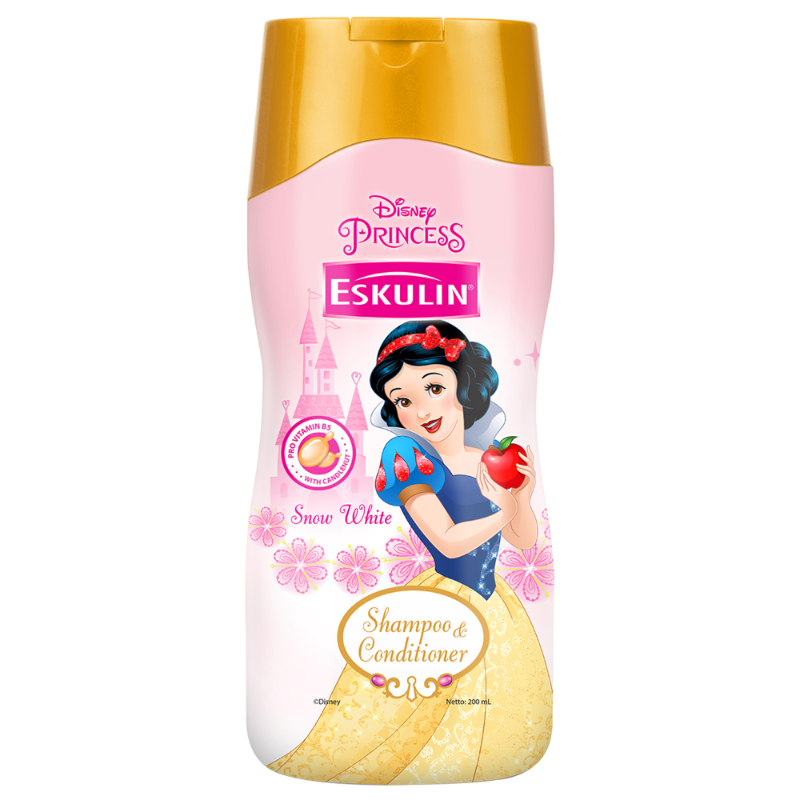 Disney
PRINCESS
ESKULIN®
PRO VITAMIN B5
WITH CANDLENUT
Snow White
Shampoo &
Conditioner
©Disney
Netto: 200 mL